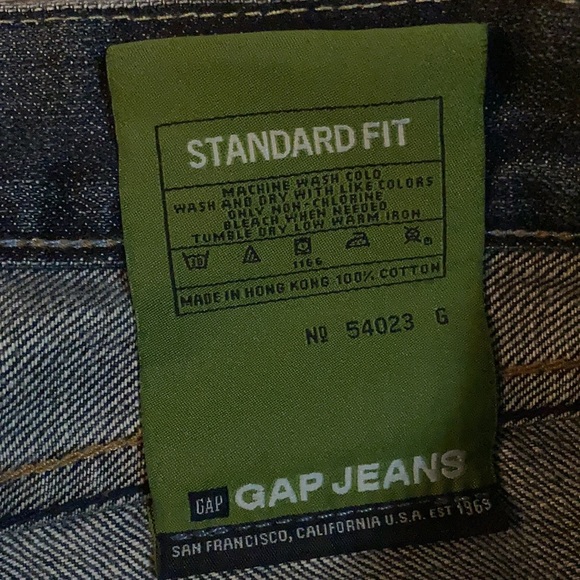 STANDARD FIT
MACHINE WASH COLD
WASH AND DRY WITH LIKE COLORS
ONLY NON-CHLORINE
BLEACH WHEN NEEDED
TUMBLE DRY LOW WARM IRON
1166
MADE IN HONG KONG 100% COTTON
Nº 54023 G
GAP GAP JEANS
SAN FRANCISCO, CALIFORNIA U.S.A. EST 1969